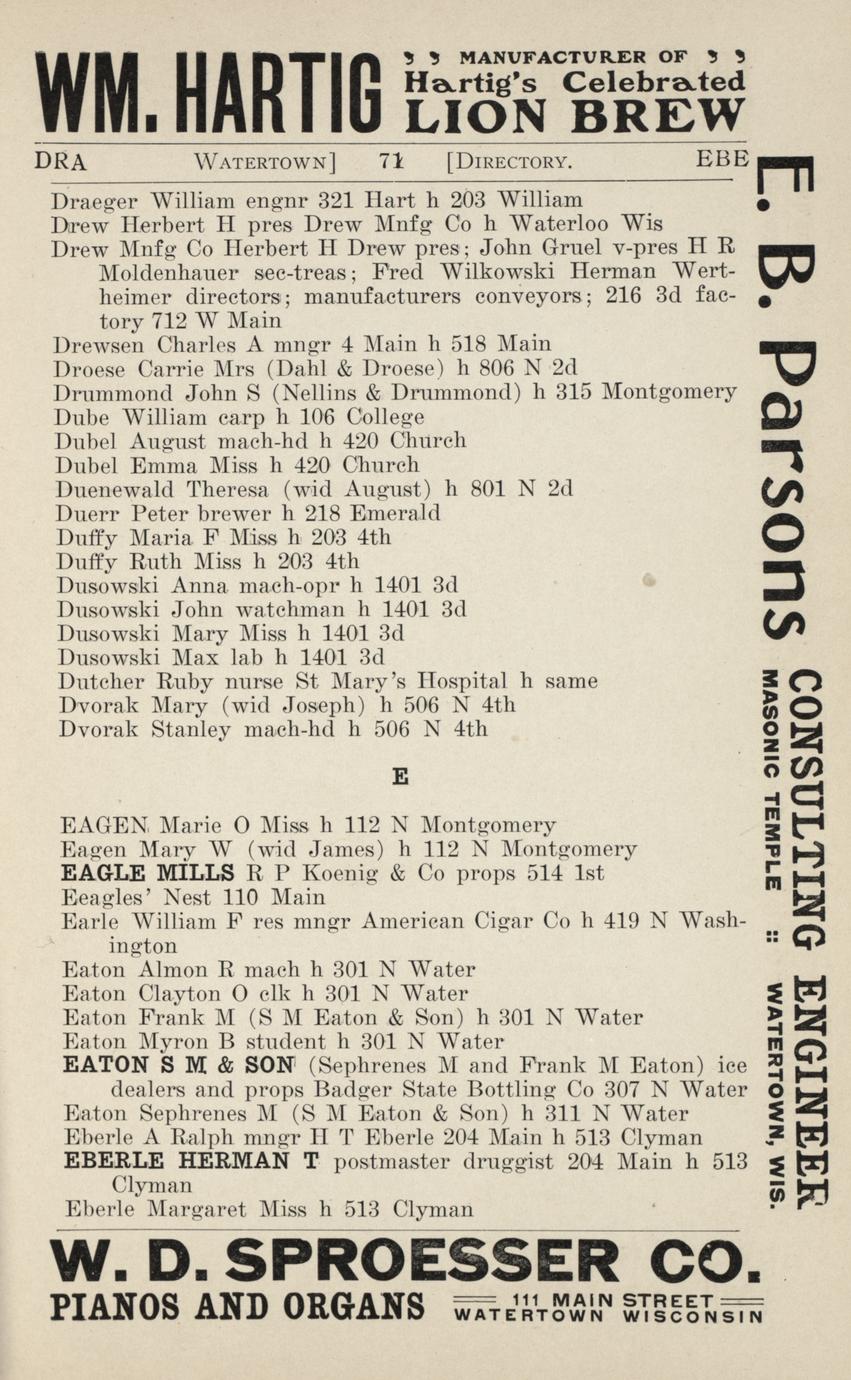 WM. HARTIG
MANUFACTURER OF
Hartig's Celebrated
LION BREW
DRA WATERTOWN] 71 [DIRECTORY. EBE
Draeger William engnr 321 Hart h 203 William
Drew Herbert H pres Drew Mnfg Co h Waterloo Wis
Drew Mnfg Co Herbert H Drew pres; John Gruel v-pres H R
Moldenhauer sec-treas; Fred Wilkowski Herman Wert-
heimer directors; manufacturers conveyors; 216 3d fac-
tory 712 W Main
Drewsen Charles A mngr 4 Main h 518 Main
Droese Carrie Mrs (Dahl & Droese) h 806 N 2d
Drummond John S (Nellins & Drummond) h 315 Montgomery
Dube William carp h 106 College
Dubel August mach-hd h 420 Church
Dubel Emma Miss h 420 Church
Duenewald Theresa (wid August) h 801 N 2d
Duerr Peter brewer h 218 Emerald
Duffy Maria F Miss h 203 4th
Duffy Ruth Miss h 203 4th
Dusowski Anna mach-opr h 1401 3d
Dusowski John watchman h 1401 3d
Dusowski Mary Miss h 1401 3d
Dusowski Max lab h 1401 3d
Dutcher Ruby nurse St Mary's Hospital h same
Dvorak Mary (wid Joseph) h 506 N 4th
Dvorak Stanley mach-hd h 506 N 4th
E
EAGEN Marie O Miss h 112 N Montgomery
Eagen Mary W (wid James) h 112 N Montgomery
EAGLE MILLS R P Koenig & Co props 514 1st
Eeagles' Nest 110 Main
Earle William F res mngr American Cigar Co h 419 N Wash-
ington
Eaton Almon R mach h 301 N Water
Eaton Clayton O clk h 301 N Water
Eaton Frank M (S M Eaton & Son) h 301 N Water
Eaton Myron B student h 301 N Water
EATON S M & SON (Sephrenes M and Frank M Eaton) ice
dealers and props Badger State Bottling Co 307 N Water
Eaton Sephrenes M (S M Eaton & Son) h 311 N Water
Eberle A Ralph mngr H T Eberle 204 Main h 513 Clyman
EBERLE HERMAN T postmaster druggist 204 Main h 513
Clyman
Eberle Margaret Miss h 513 Clyman
E. B. Parsons
CONSULTING ENGINEER
MASONIC TEMPLE :: WATERTOWN, WIS.
W. D. SPROESSER CO.
PIANOS AND ORGANS
111 MAIN STREET
WATERTOWN WISCONSIN